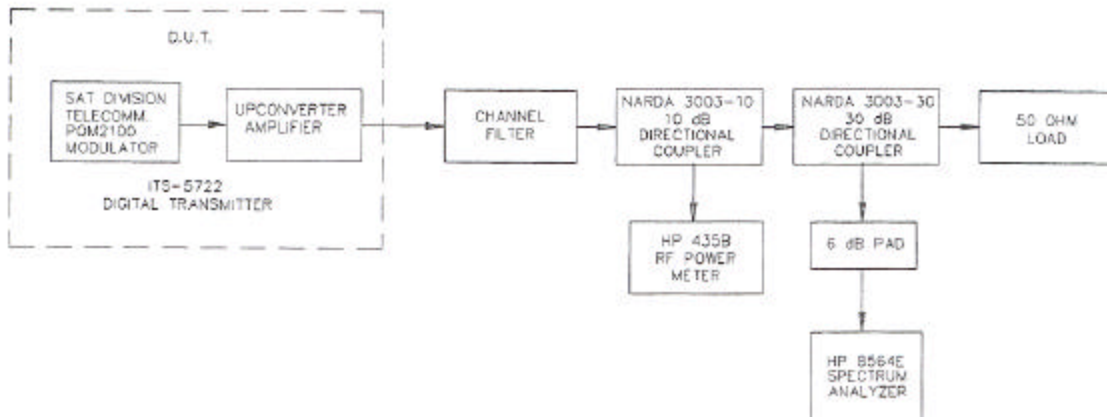 D.U.T.
SAT DIVISION
TELECOMM.
PQM2100
MODULATOR
UPCONVERTER
AMPLIFIER
ITS-5722
DIGITAL TRANSMITTER
CHANNEL
FILTER
NARDA 3003-10
10 dB
DIRECTIONAL
COUPLER
NARDA 3003-30
30 dB
DIRECTIONAL
COUPLER
50 OHM
LOAD
HP 435B
RF POWER
METER
6 dB PAD
HP 8564E
SPECTRUM
ANALYZER